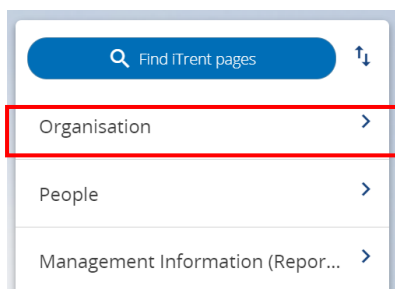 Find iTrent pages
Organisation
People
Management Information (Repor...